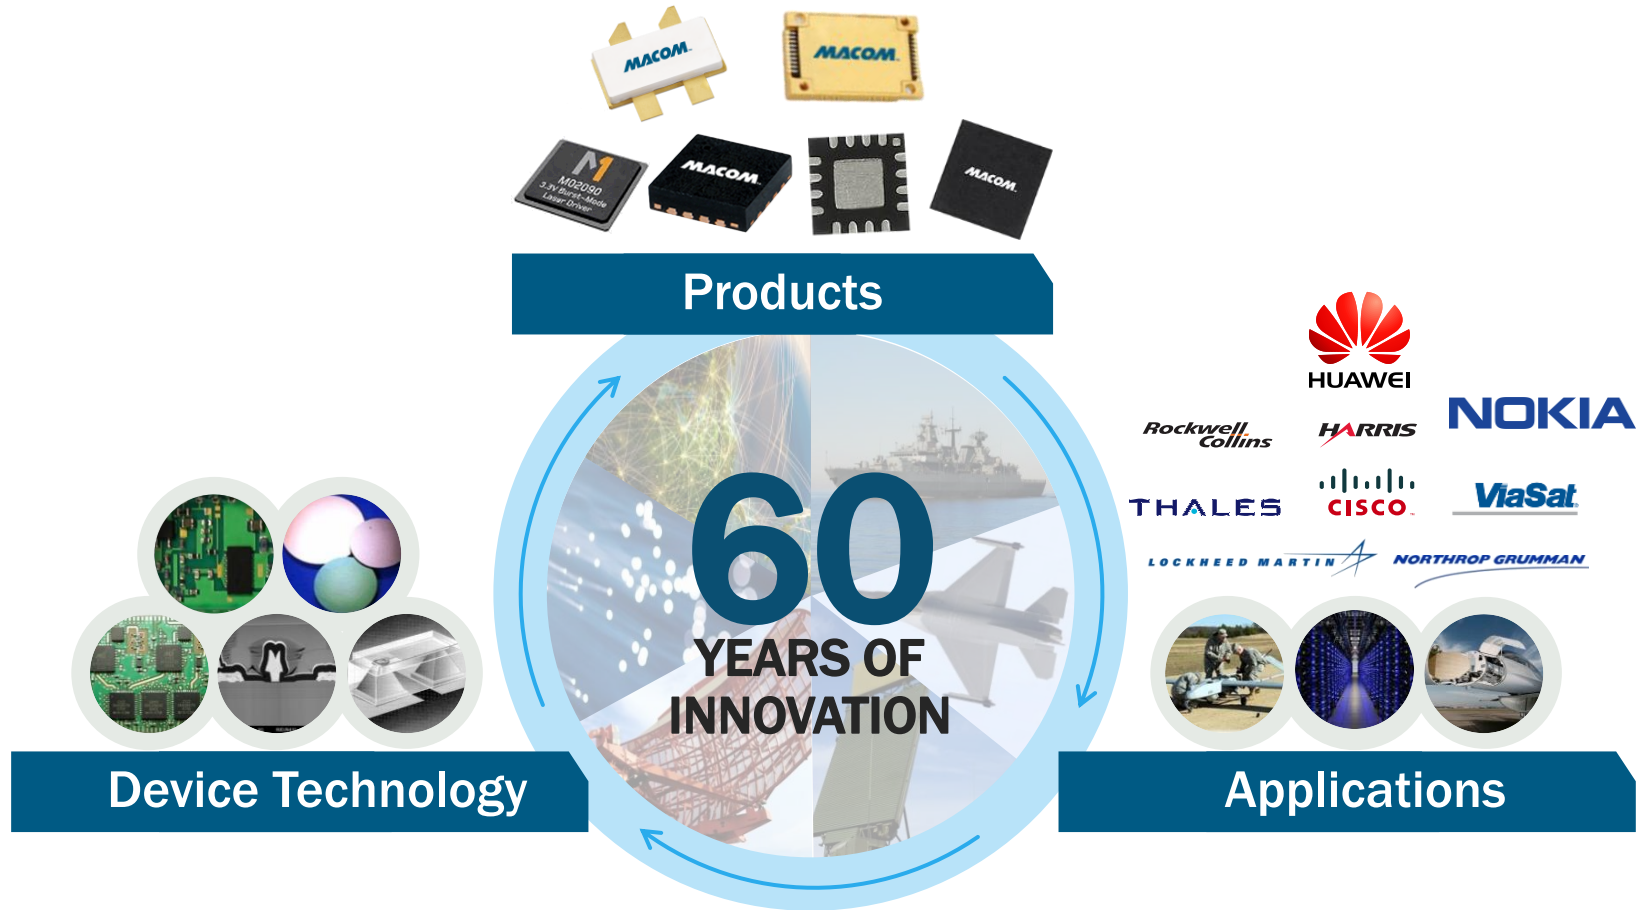 MACOM
MACOM
M1
M02090
3.3V Burst-Mode
Laser Driver
MACOM
MACOM
Products
HUAWEI
Rockwell
Collins
HARRIS
NOKIA
THALES
CISCO
ViaSat
LOCKHEED MARTIN
NORTHROP GRUMMAN
60
YEARS OF
INNOVATION
Device Technology
Applications